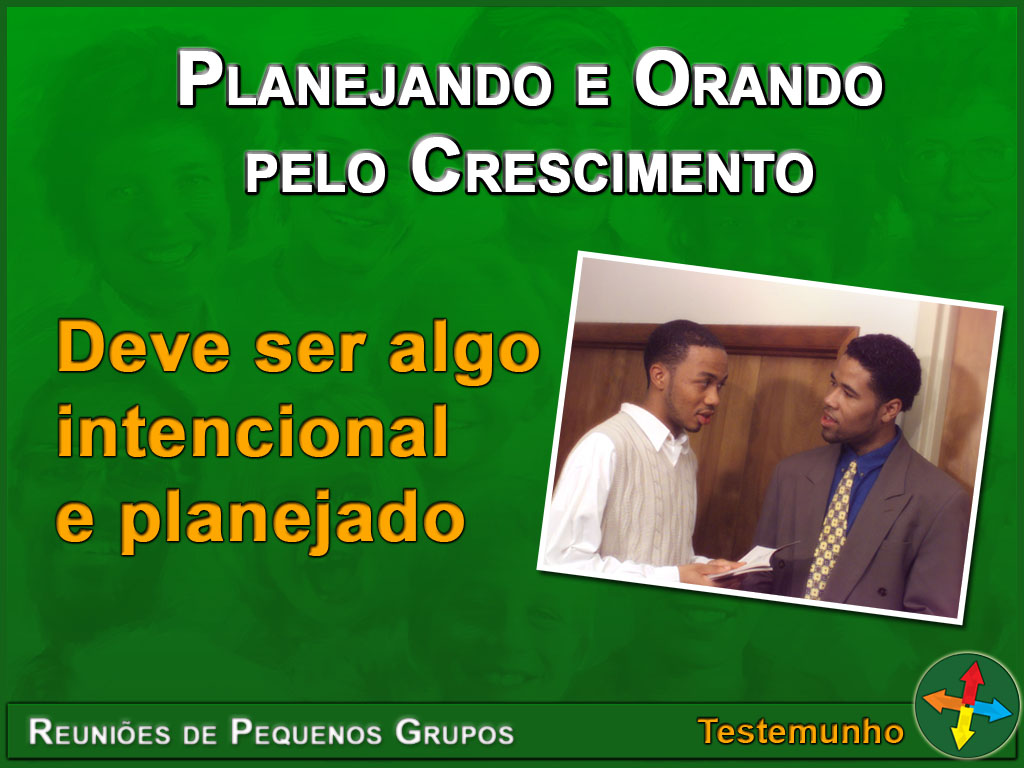 Planejando e Orando
pelo Crescimento
Deve ser algo
intencional
e planejado
Reuniões de Pequenos Grupos
Testemunho